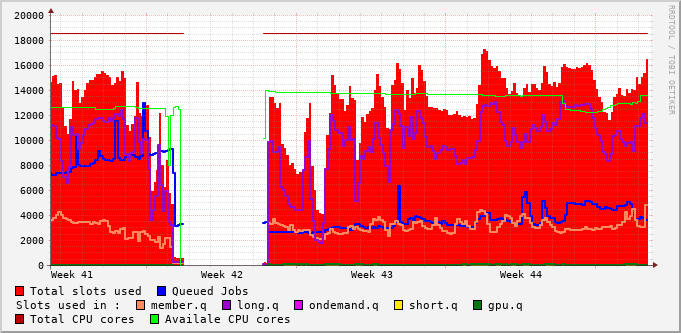 20000
18000
16000
14000
12000
10000
8000
6000
4000
2000
0
Week 41 Week 42 Week 43 Week 44
RRDTOOL / TOBI OETIKER
Total slots used Queued Jobs
Slots used in : member.q long.q ondemand.q short.q gpu.q
Total CPU cores Availale CPU cores